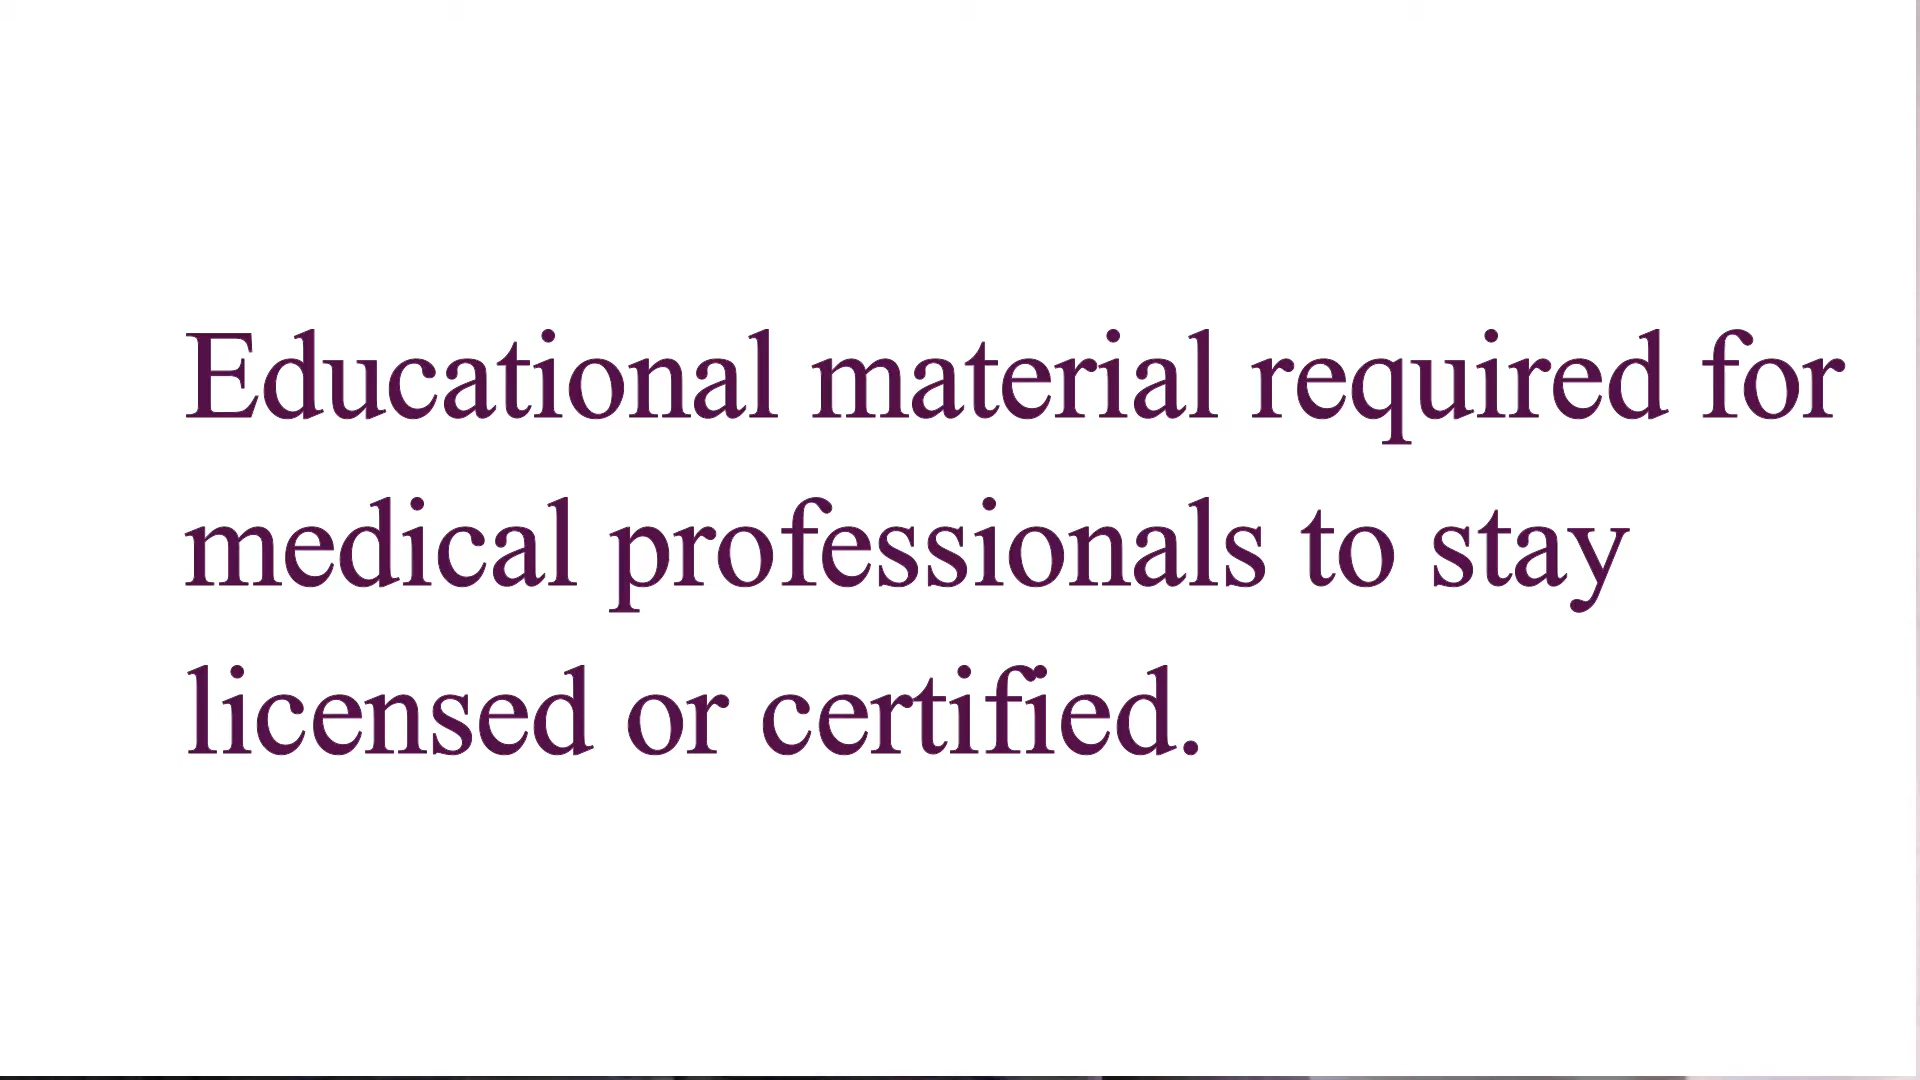 Educational material required for
medical professionals to stay
licensed or certified.